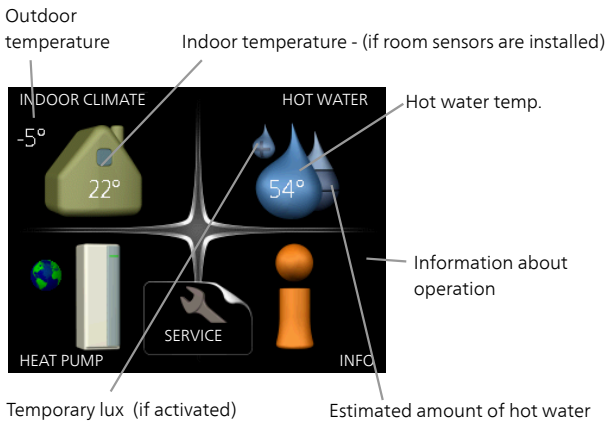 Outdoor
temperature
Indoor temperature - (if room sensors are installed)
INDOOR CLIMATE
HOT WATER
Hot water temp.
-5°
22°
54°
Information about
operation
SERVICE
HEAT PUMP
INFO
Temporary lux (if activated)
Estimated amount of hot water